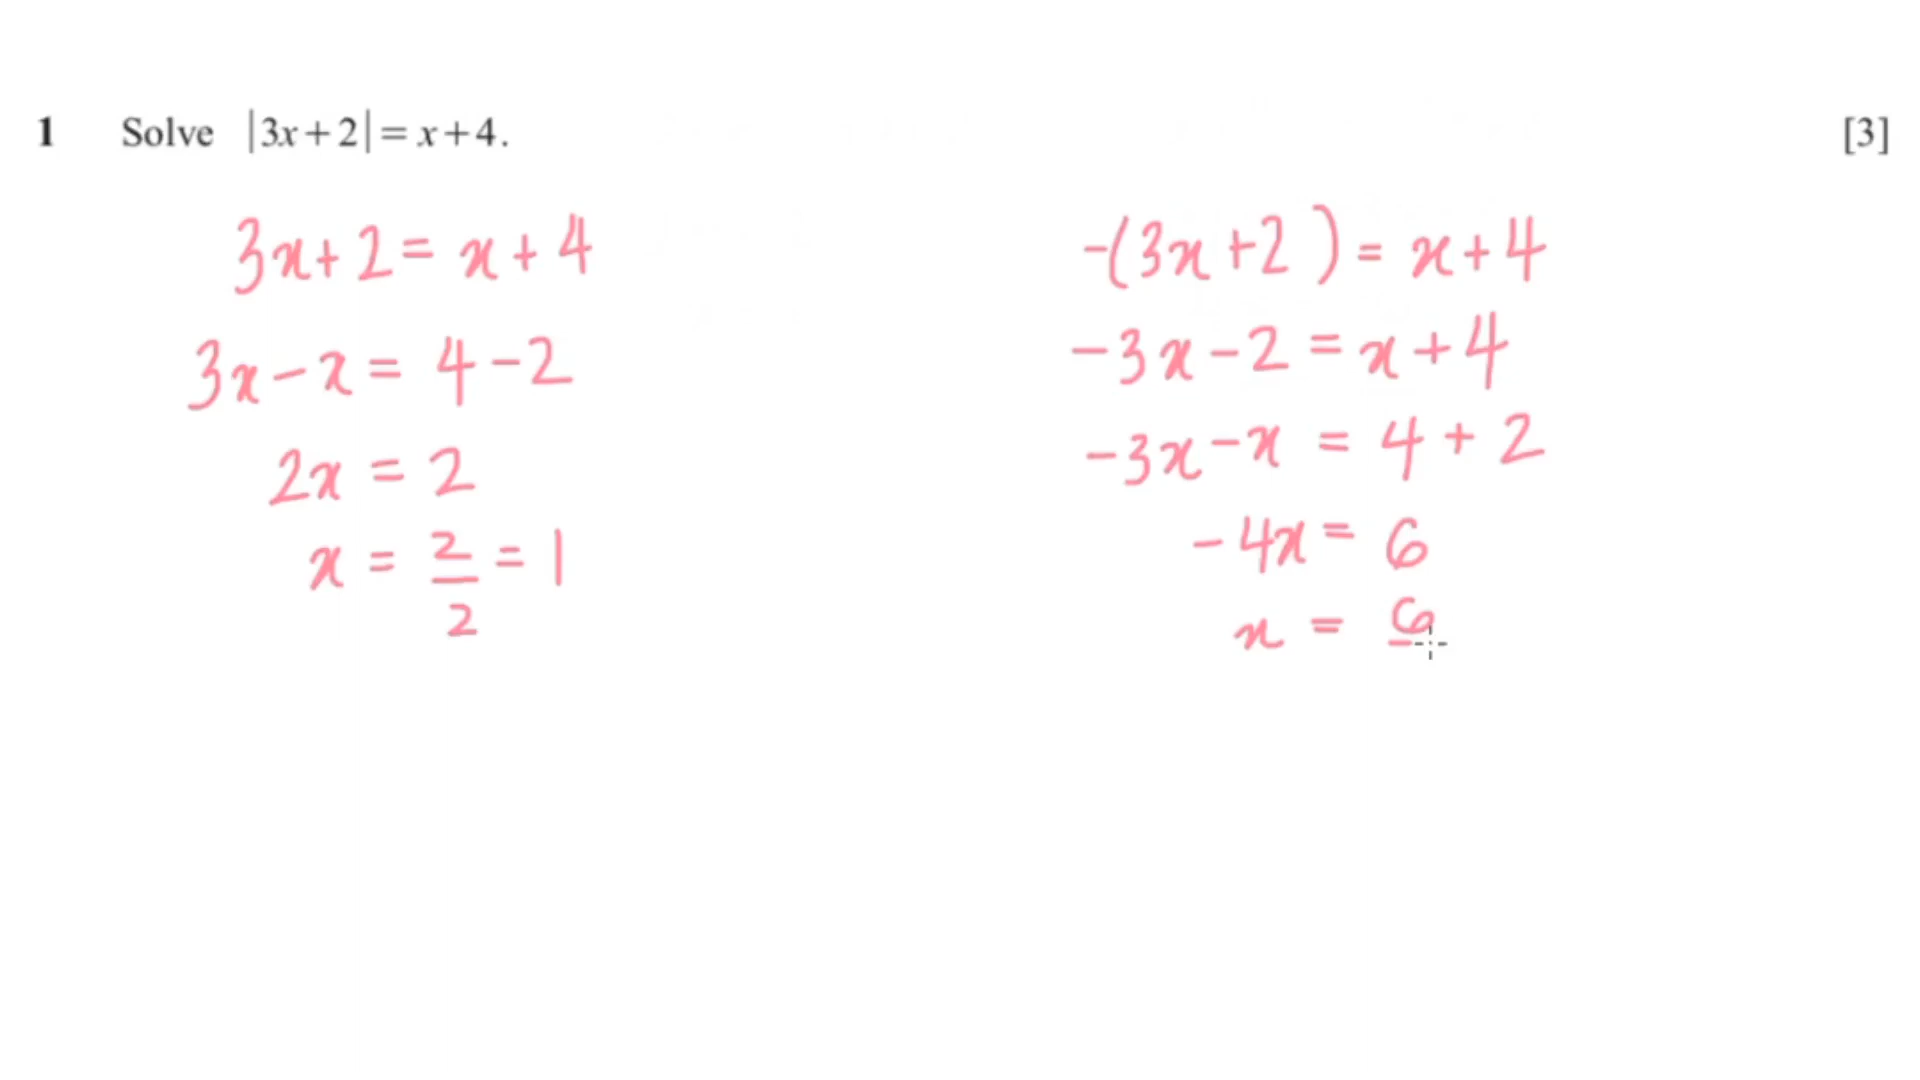 1 Solve |3x+2|=x+4. [3]
3x+2=x+4
3x-x=4-2
2x=2
x=2/2=1
-(3x+2)=x+4
-3x-2=x+4
-3x-x=4+2
-4x=6
x=6